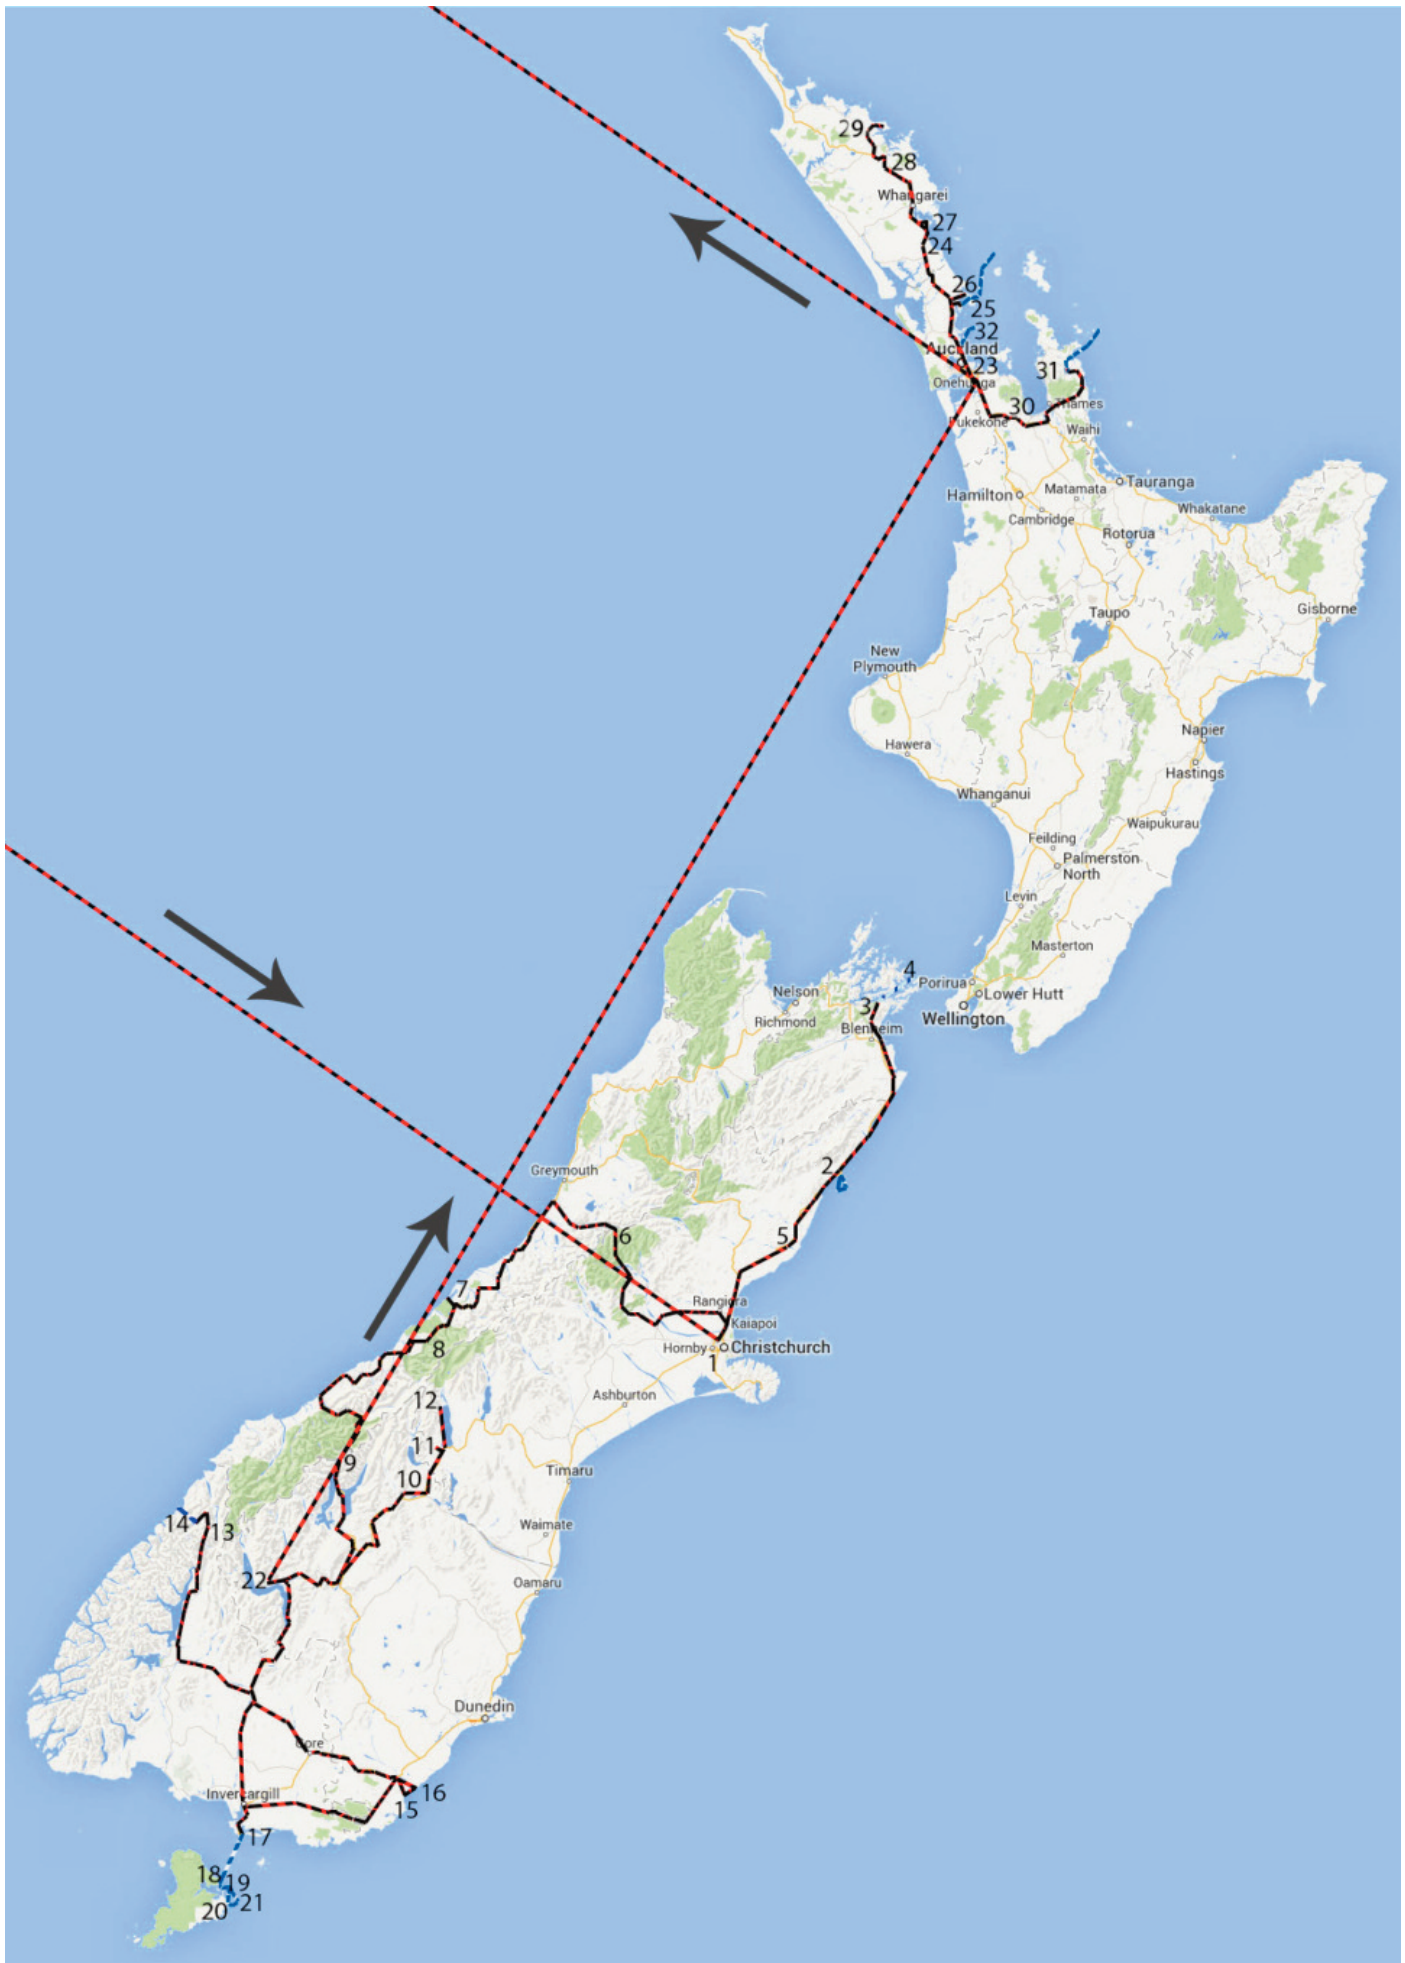 29
28
Whangarei
27
24
26
25
32
Auckland
23
31
Onehunga
30
Thames
Pukekohe
Waihi
Tauranga
Hamilton
Matamata
Whakatane
Cambridge
Rotorua
Taupo
Gisborne
New
Plymouth
Napier
Hawera
Hastings
Whanganui
Waipukurau
Feilding
Palmerston
North
Levin
Masterton
4
Porirua
Nelson
Lower Hutt
3
Richmond
Wellington
Blenheim
2
Greymouth
6
5
7
Rangiora
Kaiapoi
8
Hornby
Christchurch
1
12
Ashburton
11
9
10
Timaru
14
13
Waimate
22
Oamaru
Dunedin
Gore
16
Invercargill
15
17
18
19
21
20